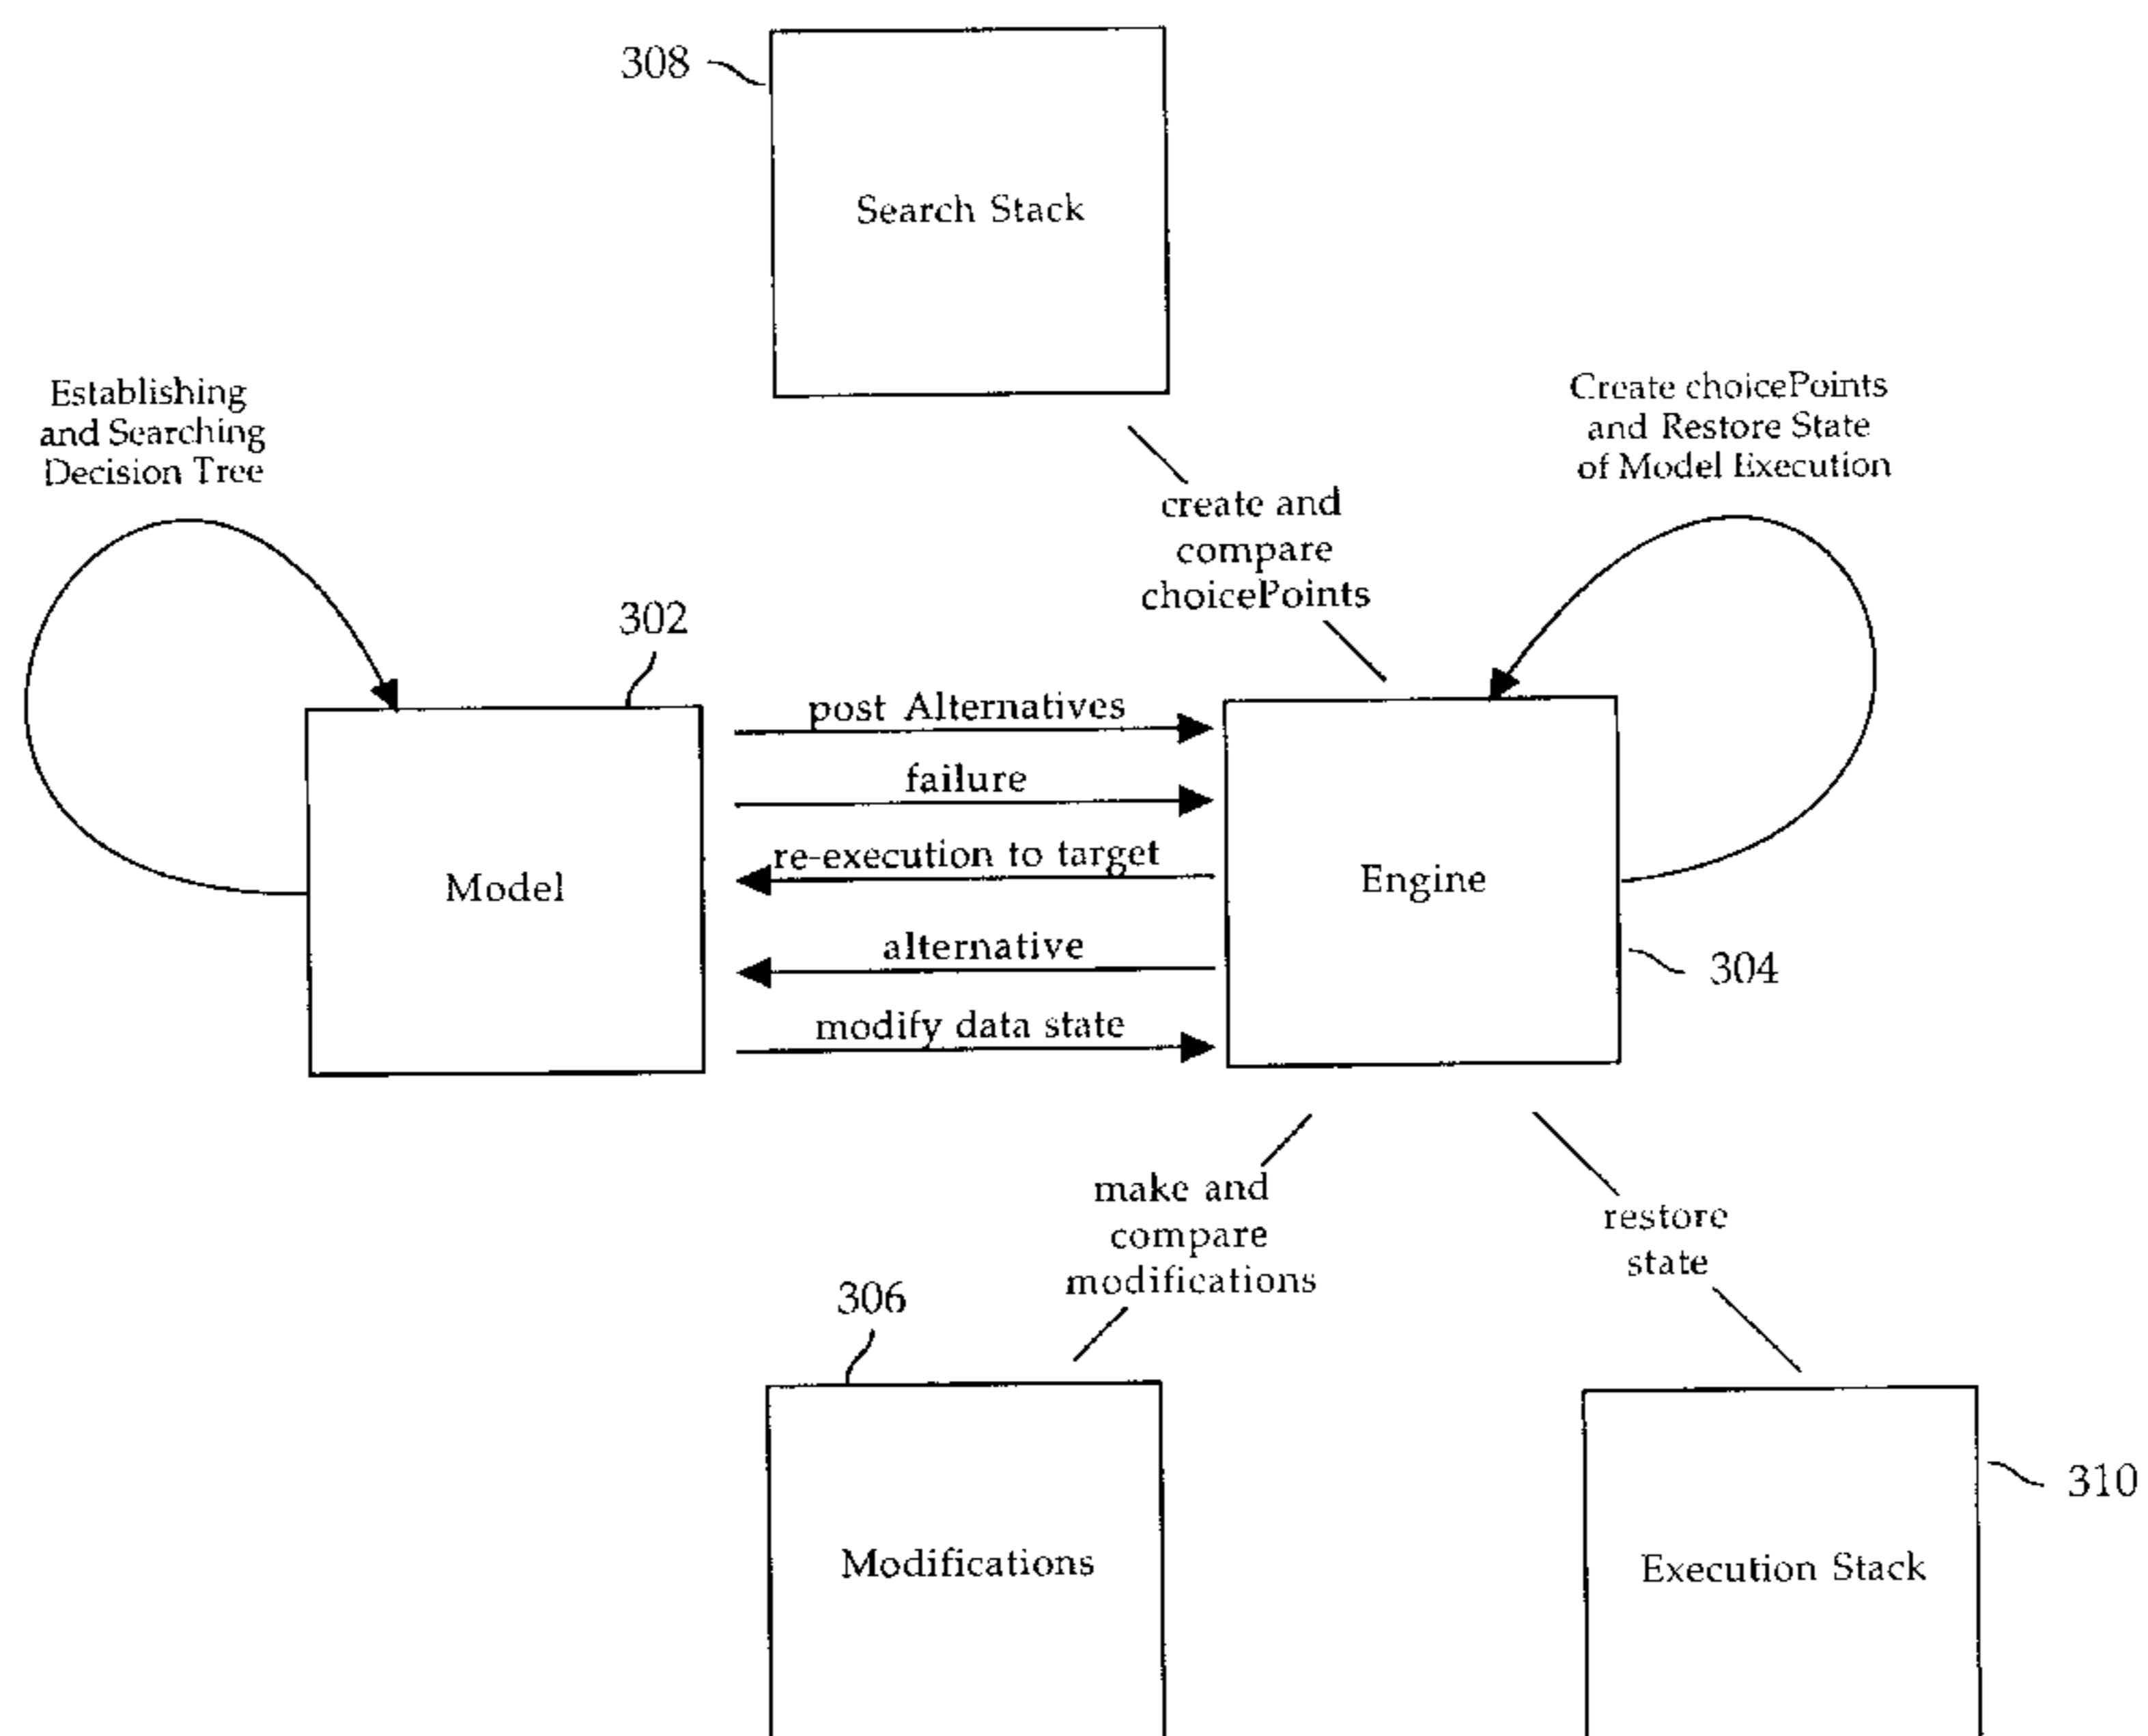 308
Search Stack
Establishing
and Searching
Decision Tree
Create choicePoints
and Restore State
of Model Execution
create and
compare
choicePoints
302
post Alternatives
failure
re-execution to target
Model
Engine
alternative
304
modify data state
make and
compare
modifications
restore
state
306
310
Modifications
Execution Stack